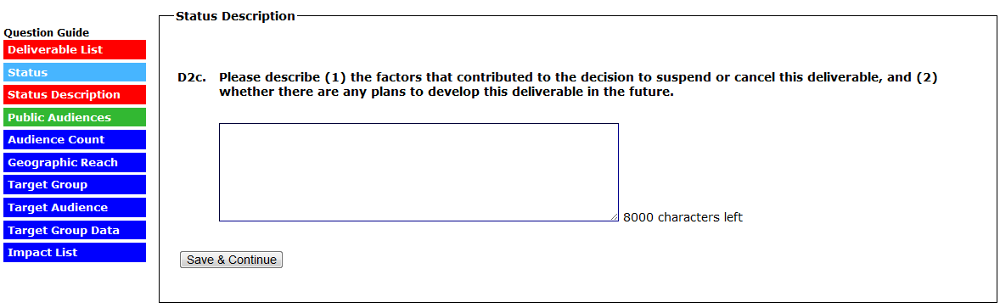 Question Guide
Deliverable List
Status
Status Description
Public Audiences
Audience Count
Geographic Reach
Target Group
Target Audience
Target Group Data
Impact List
Status Description
D2c. Please describe (1) the factors that contributed to the decision to suspend or cancel this deliverable, and (2)
whether there are any plans to develop this deliverable in the future.
8000 characters left
Save & Continue